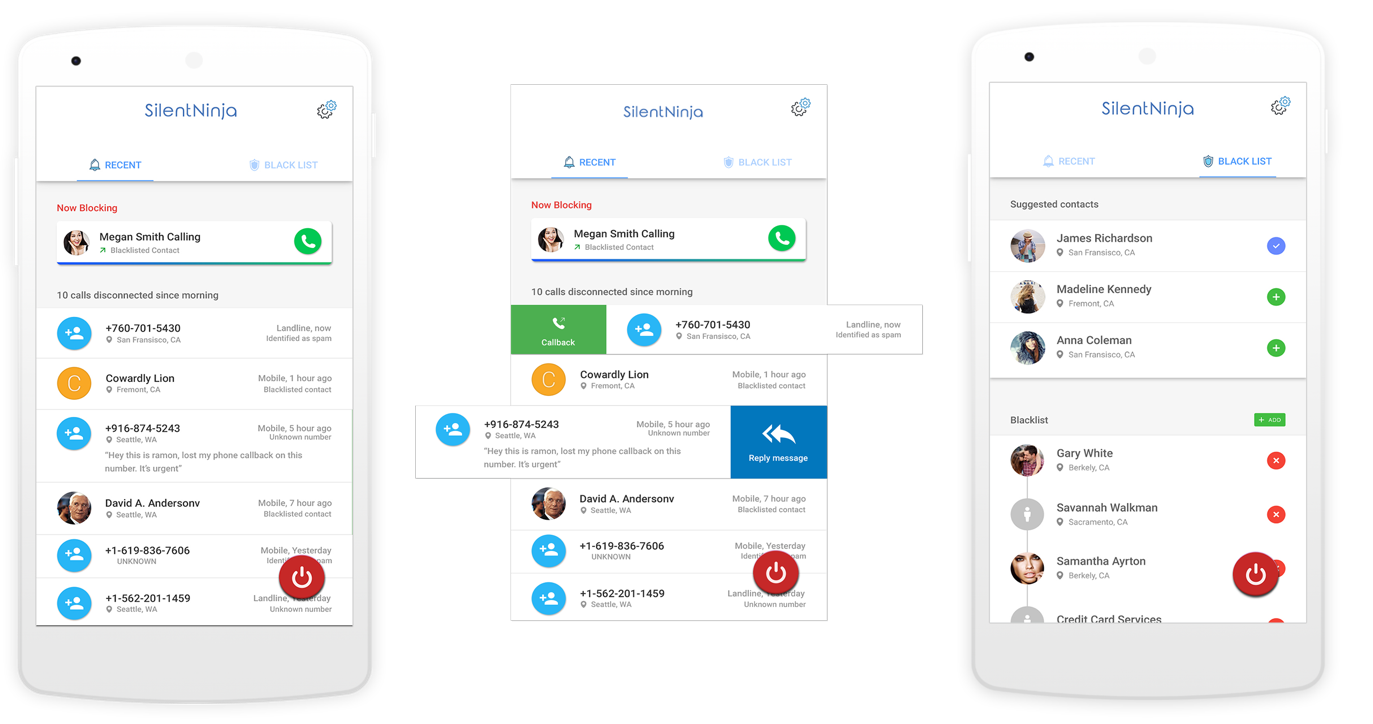 SilentNinja
RECENT
BLACK LIST
Now Blocking
Megan Smith Calling
Blacklisted Contact
10 calls disconnected since morning
+760-701-5430
Landline, now
San Fransisco, CA
Identified as spam
C
Cowardly Lion
Mobile, 1 hour ago
Fremont, CA
Blacklisted contact
+916-874-5243
Mobile, 5 hour ago
Seattle, WA
Unknown number
"Hey this is ramon, lost my phone callback on this
number. It's urgent"
David A. Andersonv
Mobile, 7 hour ago
Seattle, WA
Blacklisted contact
+1-619-836-7606
Mobile, Yesterday
UNKNOWN
+1-562-201-1459
Landline, Yesterday
Seattle, WA
Unknown number
SilentNinja
RECENT
BLACK LIST
Now Blocking
Megan Smith Calling
Blacklisted Contact
10 calls disconnected since morning
Callback
+760-701-5430
Landline, now
San Fransisco, CA
Identified as spam
C
Cowardly Lion
Mobile, 1 hour ago
Fremont, CA
Blacklisted contact
+916-874-5243
Mobile, 5 hour ago
Seattle, WA
Unknown number
"Hey this is ramon, lost my phone callback on this
number. It's urgent"
Reply message
David A. Andersonv
Mobile, 7 hour ago
Seattle, WA
Blacklisted contact
+1-619-836-7606
Mobile, Yesterday
UNKNOWN
+1-562-201-1459
Landline, Yesterday
Seattle, WA
Unknown number
SilentNinja
RECENT
BLACK LIST
Suggested contacts
James Richardson
San Fransisco, CA
Madeline Kennedy
Fremont, CA
Anna Coleman
San Fransisco, CA
Blacklist
+ ADD
Gary White
Berkely, CA
Savannah Walkman
Sacramento, CA
Samantha Ayrton
Berkely, CA
Credit Card Services